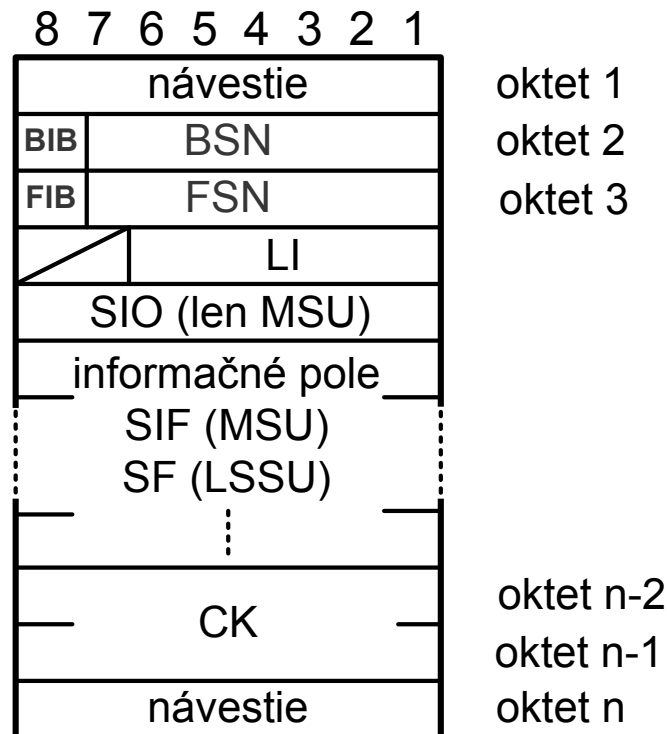 8 7 6 5 4 3 2 1
návestie oktet 1
BIB BSN oktet 2
FIB FSN oktet 3
LI
SIO (len MSU)
informačné pole
SIF (MSU)
SF (LSSU)
oktet n-2
CK
oktet n-1
návestie oktet n